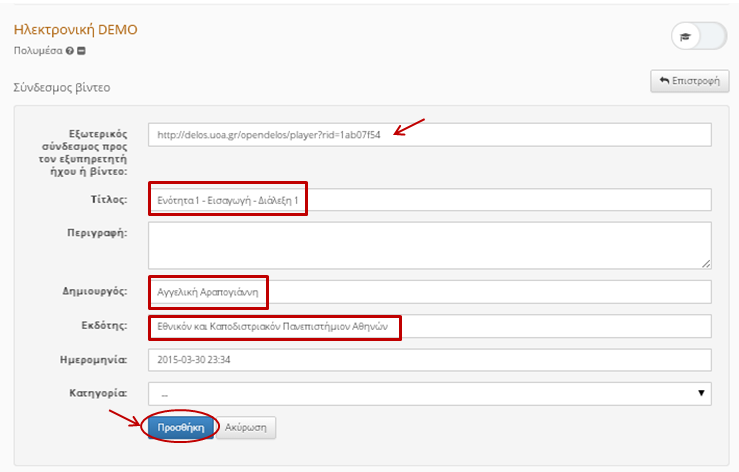 Ηλεκτρονική DEMO
Πολυμέσα
Επιστροφή
Σύνδεσμος βίντεο
Εξωτερικός
σύνδεσμος προς
τον εξυπηρετητή
ήχου ή βίντεο:
http://delos.uoa.gr/opendelos/player?rid=1ab07f54
Τίτλος:
Ενότητα 1 - Εισαγωγή - Διάλεξη 1
Περιγραφή:
Δημιουργός:
Αγγελική Αραπογιάννη
Εκδότης:
Εθνικόν και Καποδιστριακόν Πανεπιστήμιον Αθηνών
Ημερομηνία:
2015-03-30 23:34
Κατηγορία:
--
Προσθήκη
Ακύρωση